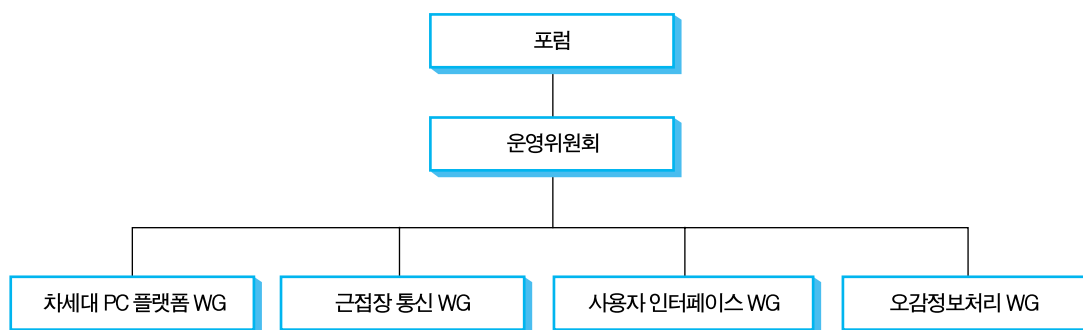 포럼
운영위원회
차세대 PC 플랫폼 WG
근접장 통신 WG
사용자 인터페이스 WG
오감정보처리 WG